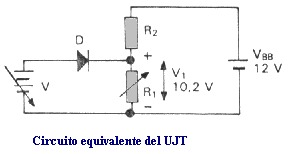 R2
D
+
VBB
12 V
V1
10,2 V
V
R1
−
Circuito equivalente del UJT